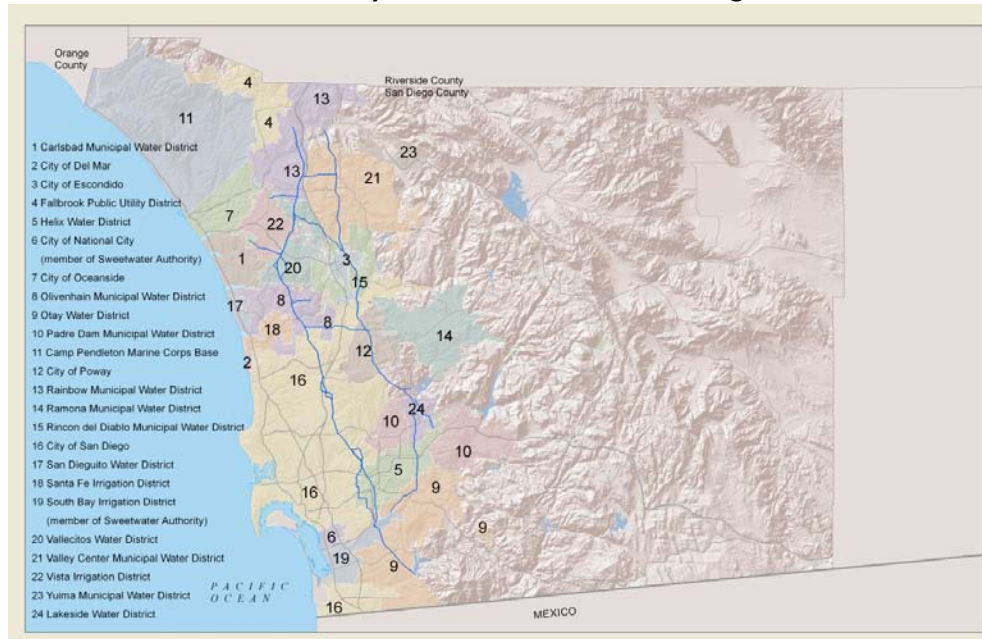 Orange
County
Riverside County
San Diego County
4
13
11
4
23
13
21
7
22
1
20
3
15
17
8
8
18
14
2
12
16
24
10
10
5
9
16
9
6
19
9
16
1 Carlsbad Municipal Water District
2 City of Del Mar
3 City of Escondido
4 Fallbrook Public Utility District
5 Helix Water District
6 City of National City
(member of Sweetwater Authority)
7 City of Oceanside
8 Olivenhain Municipal Water District
9 Otay Water District
10 Padre Dam Municipal Water District
11 Camp Pendleton Marine Corps Base
12 City of Poway
13 Rainbow Municipal Water District
14 Ramona Municipal Water District
15 Rincon del Diablo Municipal Water District
16 City of San Diego
17 San Dieguito Water District
18 Santa Fe Irrigation District
19 South Bay Irrigation District
(member of Sweetwater Authority)
20 Vallecitos Water District
21 Valley Center Municipal Water District
22 Vista Irrigation District
23 Yuima Municipal Water District
24 Lakeside Water District
PACIFIC
OCEAN
MEXICO